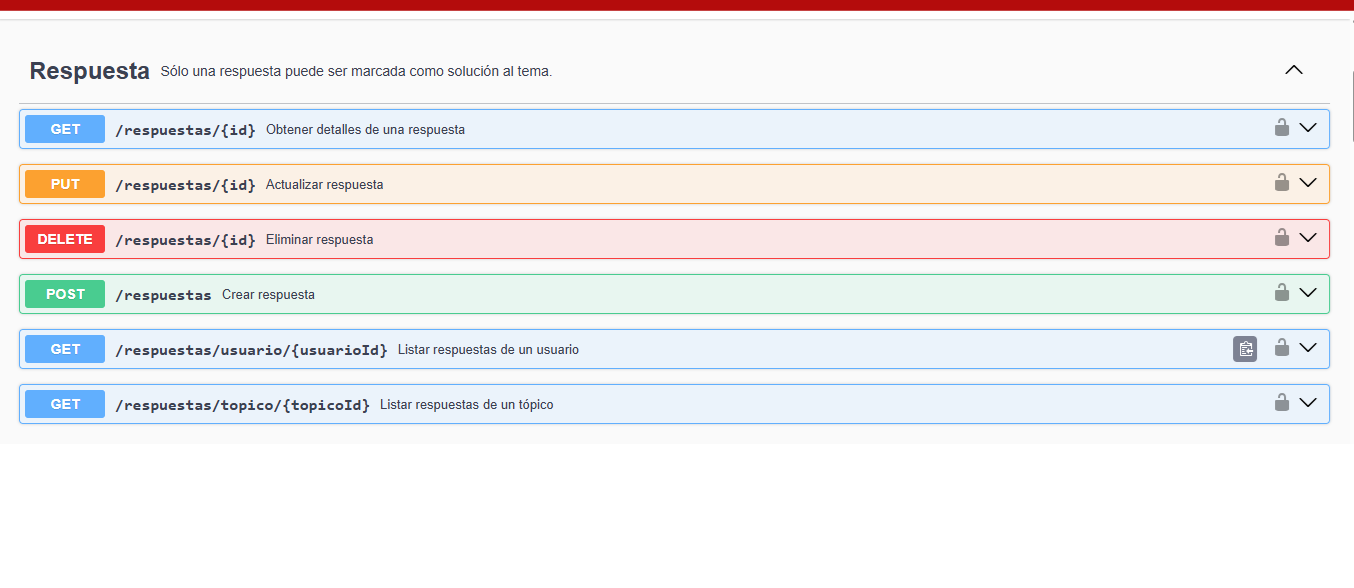 Respuesta Sólo una respuesta puede ser marcada como solución al tema.
GET /respuestas/{id} Obtener detalles de una respuesta
PUT /respuestas/{id} Actualizar respuesta
DELETE /respuestas/{id} Eliminar respuesta
POST /respuestas Crear respuesta
GET /respuestas/usuario/{usuarioId} Listar respuestas de un usuario
GET /respuestas/topico/{topicoId} Listar respuestas de un tópico